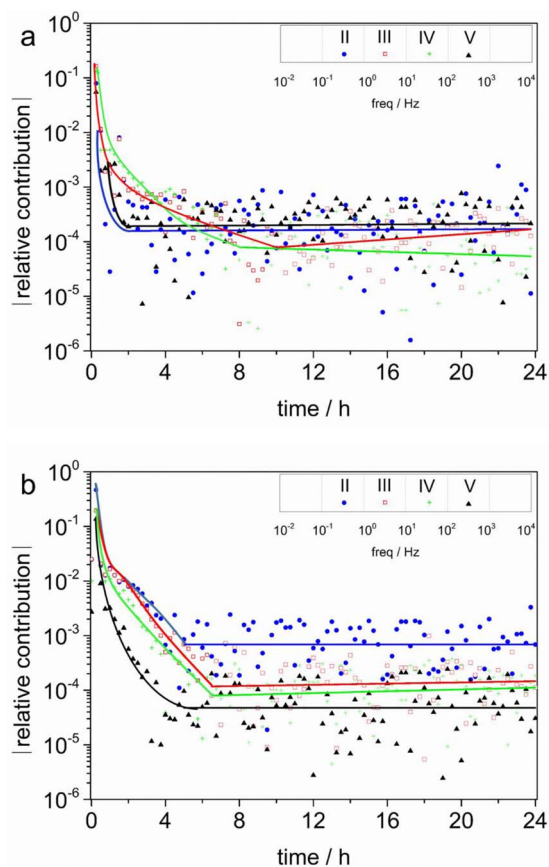 a
II III IV V
10^-2 10^-1 10^0 10^1 10^2 10^3 10^4
freq / Hz
|relative contribution|
10^0
10^-1
10^-2
10^-3
10^-4
10^-5
10^-6
0 4 8 12 16 20 24
time / h
b
II III IV V
10^-2 10^-1 10^0 10^1 10^2 10^3 10^4
freq / Hz
|relative contribution|
10^0
10^-1
10^-2
10^-3
10^-4
10^-5
10^-6
0 4 8 12 16 20 24
time / h